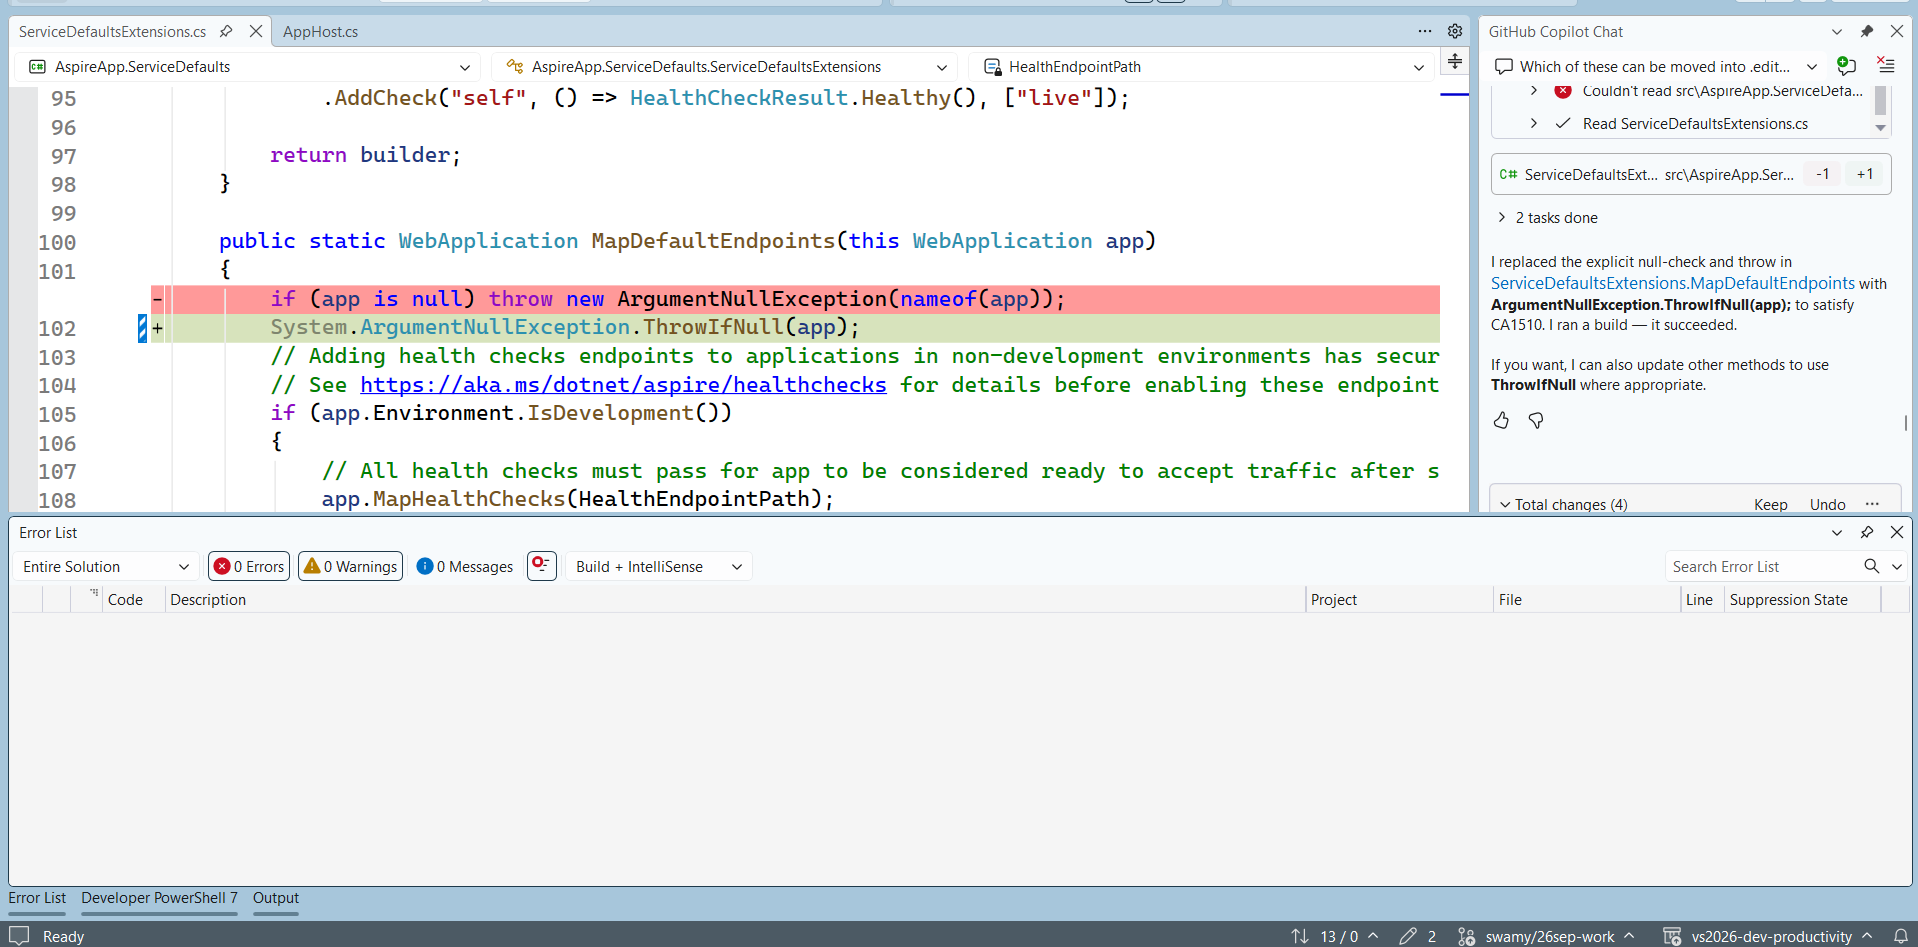 ServiceDefaultsExtensions.cs
AppHost.cs
AspireApp.ServiceDefaults
AspireApp.ServiceDefaults.ServiceDefaultsExtensions
HealthEndpointPath
95 .AddCheck("self", () => HealthCheckResult.Healthy(), ["live"]);
96
97 return builder;
98 }
99
100 public static WebApplication MapDefaultEndpoints(this WebApplication app)
101 {
- if (app is null) throw new ArgumentNullException(nameof(app));
102 + System.ArgumentNullException.ThrowIfNull(app);
103 // Adding health checks endpoints to applications in non-development environments has secur
104 // See https://aka.ms/dotnet/aspire/healthchecks for details before enabling these endpoint
105 if (app.Environment.IsDevelopment())
106 {
107 // All health checks must pass for app to be considered ready to accept traffic after s
108 app.MapHealthChecks(HealthEndpointPath);
GitHub Copilot Chat
Which of these can be moved into .edit...
Couldn't read src\AspireApp.ServiceDefa...
Read ServiceDefaultsExtensions.cs
C# ServiceDefaultsExt... src\AspireApp.Ser... -1 +1
2 tasks done
I replaced the explicit null-check and throw in
ServiceDefaultsExtensions.MapDefaultEndpoints with
ArgumentNullException.ThrowIfNull(app); to satisfy
CA1510. I ran a build — it succeeded.
If you want, I can also update other methods to use
ThrowIfNull where appropriate.
Total changes (4) Keep Undo ...
Error List
Entire Solution
0 Errors
0 Warnings
0 Messages
Build + IntelliSense
Search Error List
Code Description Project File Line Suppression State
Error List Developer PowerShell 7 Output
Ready
13 / 0
2
swamy/26sep-work
vs2026-dev-productivity